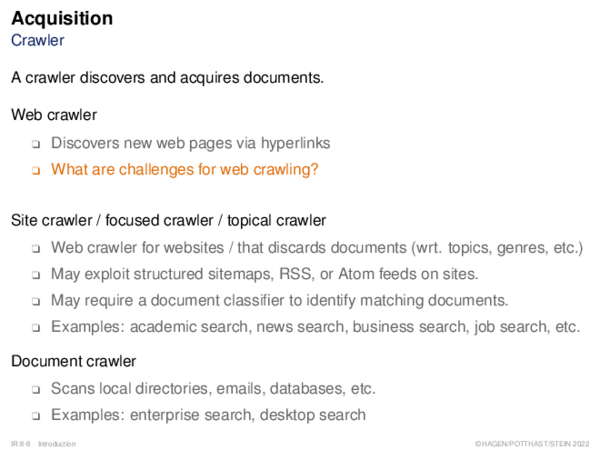 Acquisition
Crawler
A crawler discovers and acquires documents.
Web crawler
❏ Discovers new web pages via hyperlinks
❏ What are challenges for web crawling?
Site crawler / focused crawler / topical crawler
❏ Web crawler for websites / that discards documents (wrt. topics, genres, etc.)
❏ May exploit structured sitemaps, RSS, or Atom feeds on sites.
❏ May require a document classifier to identify matching documents.
❏ Examples: academic search, news search, business search, job search, etc.
Document crawler
❏ Scans local directories, emails, databases, etc.
❏ Examples: enterprise search, desktop search
IR:II-8 Introduction ©HAGEN/POTTHAST/STEIN 2022